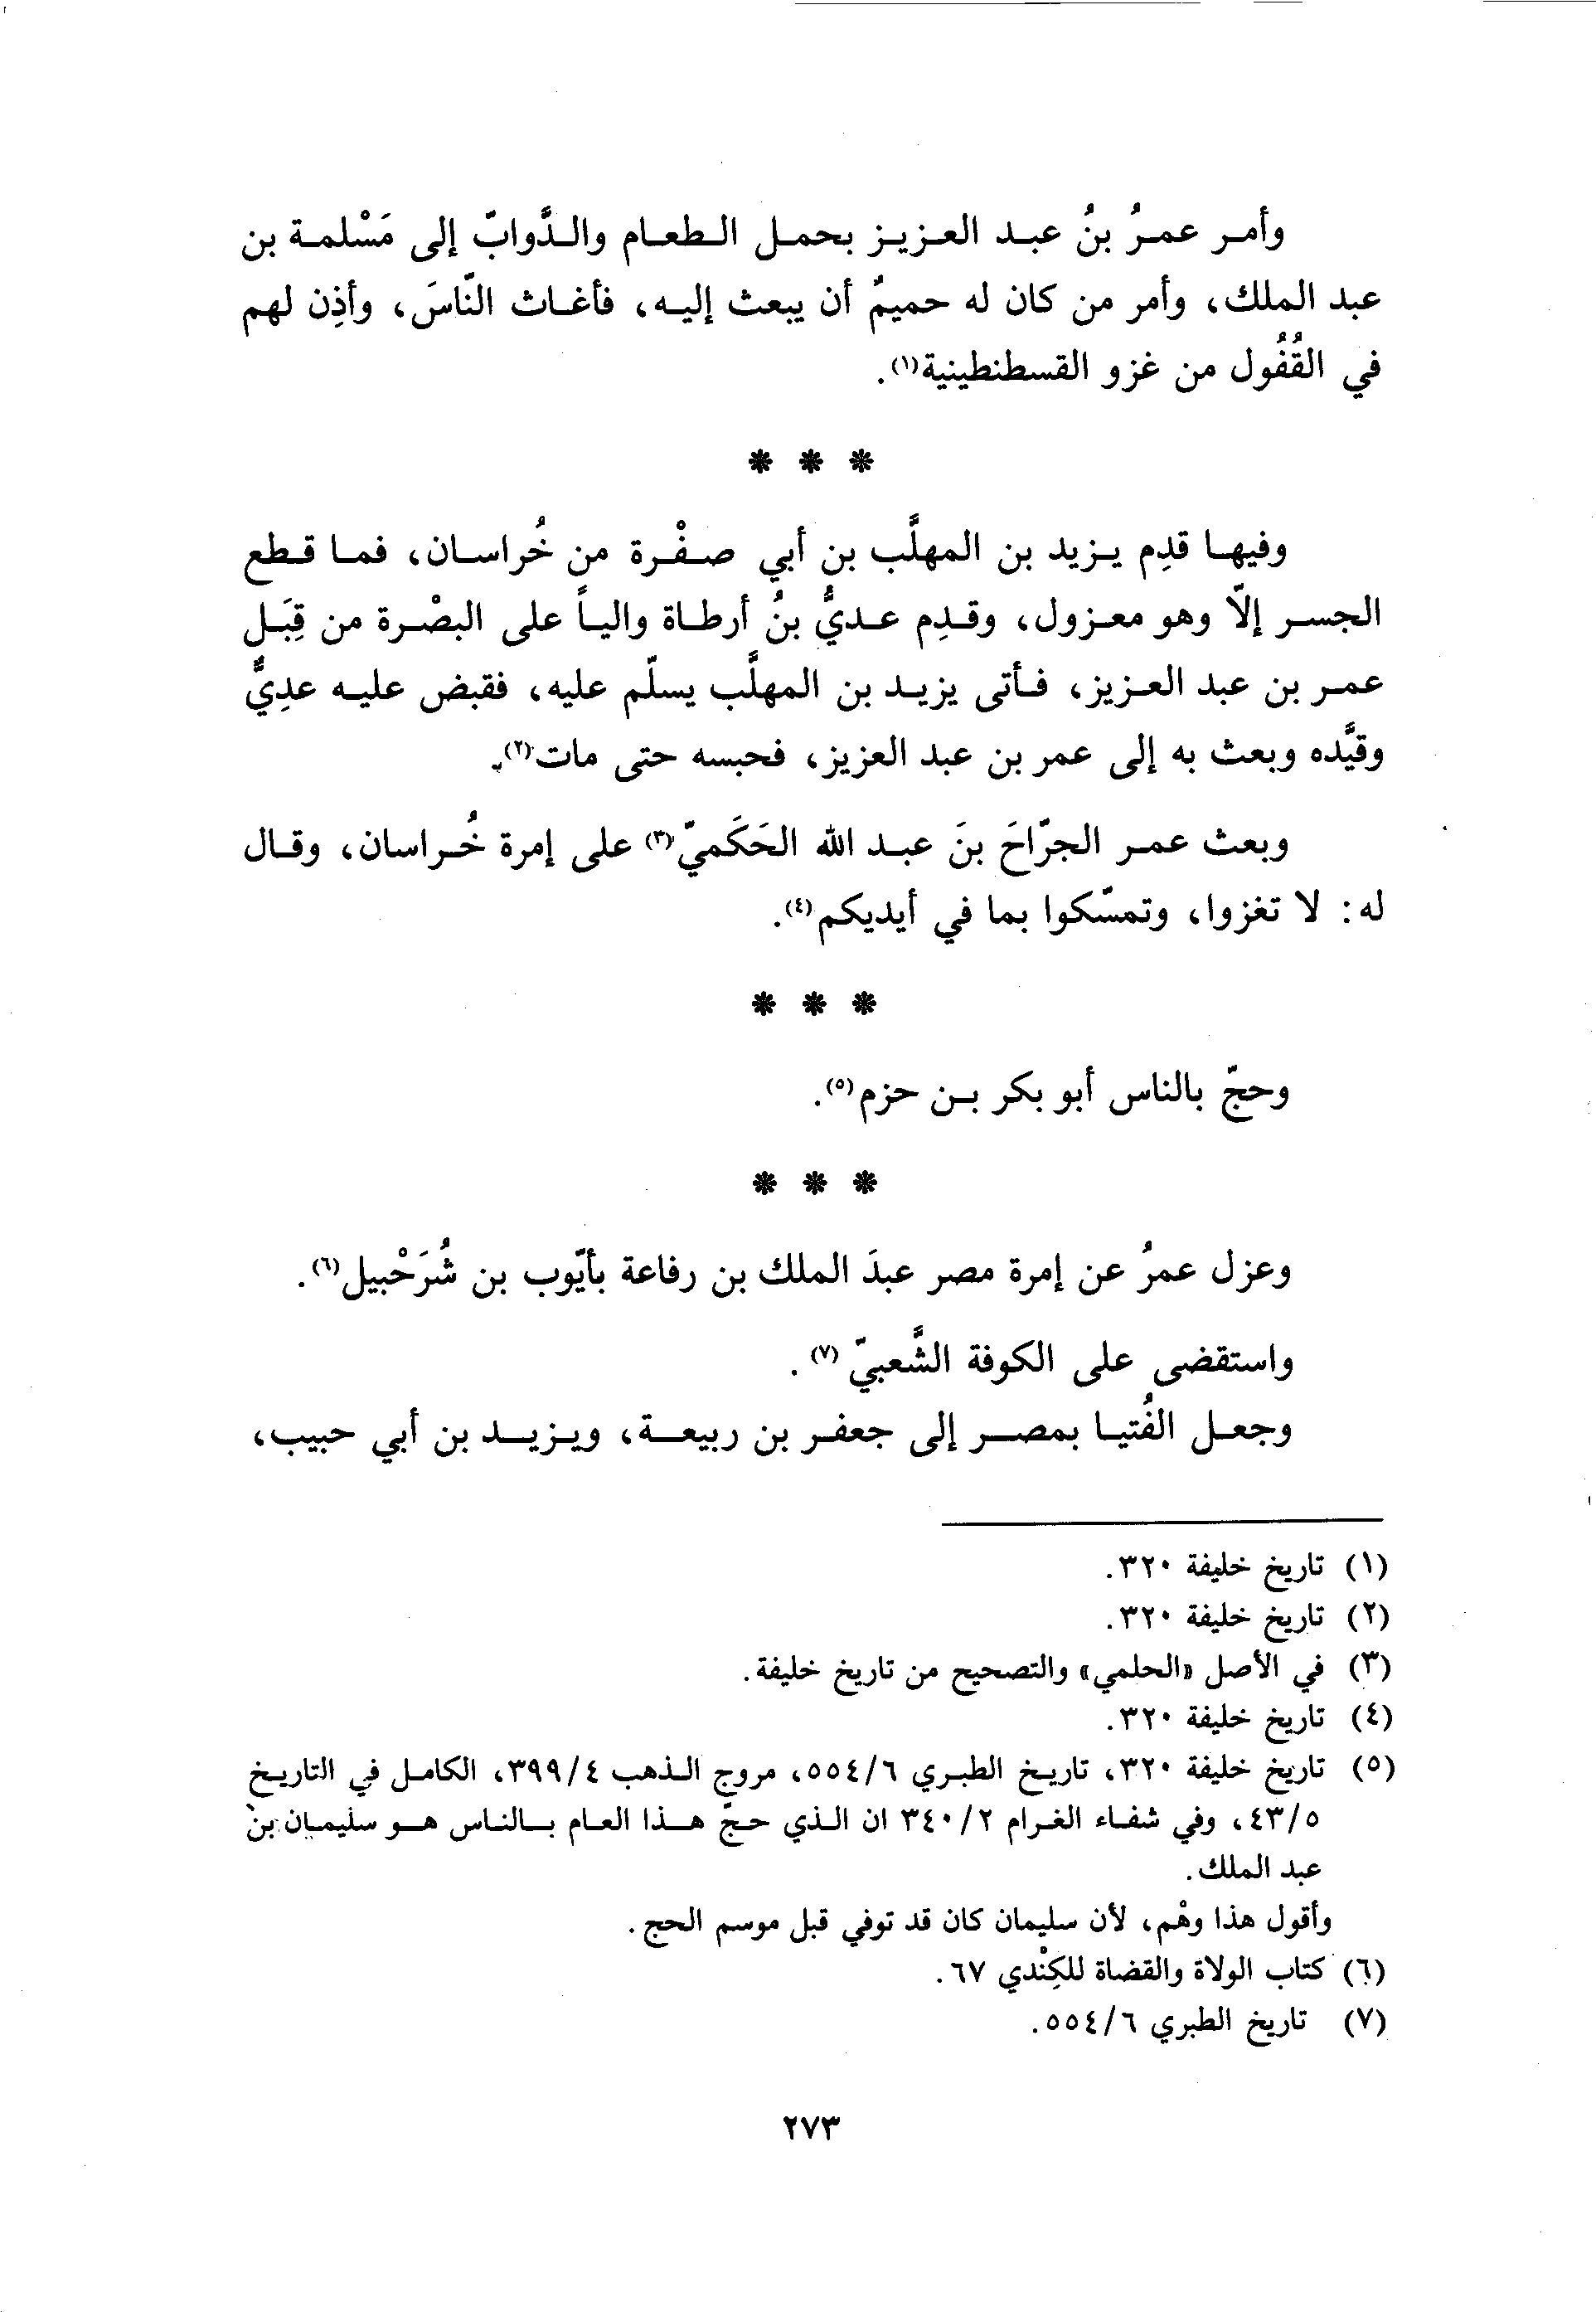 وأمر عمرُ بنُ عبد العزيز بحمل الطعام والدَّوابّ إلى مَسْلمة بن
عبد الملك، وأمر من كان له حميمٌ أن يبعث إليه، فأغاث النّاسَ، وأذِن لهم
في القُفُول من غزو القسطنطينية(١).
* * *
وفيها قدِم يزيد بن المهلَّب بن أبي صفْرة من خُراسان، فما قطع
الجسر إلاّ وهو معزول، وقدِم عديُّ بنُ أرطاة والياً على البصْرة من قِبَل
عمر بن عبد العزيز، فأتى يزيد بن المهلَّب يسلّم عليه، فقبض عليه عدِيٌّ
وقيَّده وبعث به إلى عمر بن عبد العزيز، فحبسه حتى مات(٢).
وبعث عمر الجرّاحَ بنَ عبد الله الحَكَميّ(٣) على إمرة خُراسان، وقال
له: لا تغزوا، وتمسّكوا بما في أيديكم(٤).
* * *
وحجّ بالناس أبو بكر بن حزم(٥).
* * *
وعزل عمرُ عن إمرة مصر عبدَ الملك بن رفاعة بأيّوب بن شُرَحْبيل(٦).
واستقضى على الكوفة الشَّعبيّ(٧).
وجعل الفُتيا بمصر إلى جعفر بن ربيعة، ويزيد بن أبي حبيب،
(١) تاريخ خليفة ٣٢٠.
(٢) تاريخ خليفة ٣٢٠.
(٣) في الأصل «الحلمي» والتصحيح من تاريخ خليفة.
(٤) تاريخ خليفة ٣٢٠.
(٥) تاريخ خليفة ٣٢٠، تاريخ الطبري ٥٥٤/٦، مروج الذهب ٣٩٩/٤، الكامل في التاريخ
٤٣/٥، وفي شفاء الغرام ٣٤٠/٢ ان الذي حجّ هذا العام بالناس هو سليمان بن
عبد الملك.
وأقول هذا وهْم، لأن سليمان كان قد توفي قبل موسم الحج.
(٦) كتاب الولاة والقضاة للكِنْدي ٦٧.
(٧) تاريخ الطبري ٥٥٤/٦.
٢٧٣